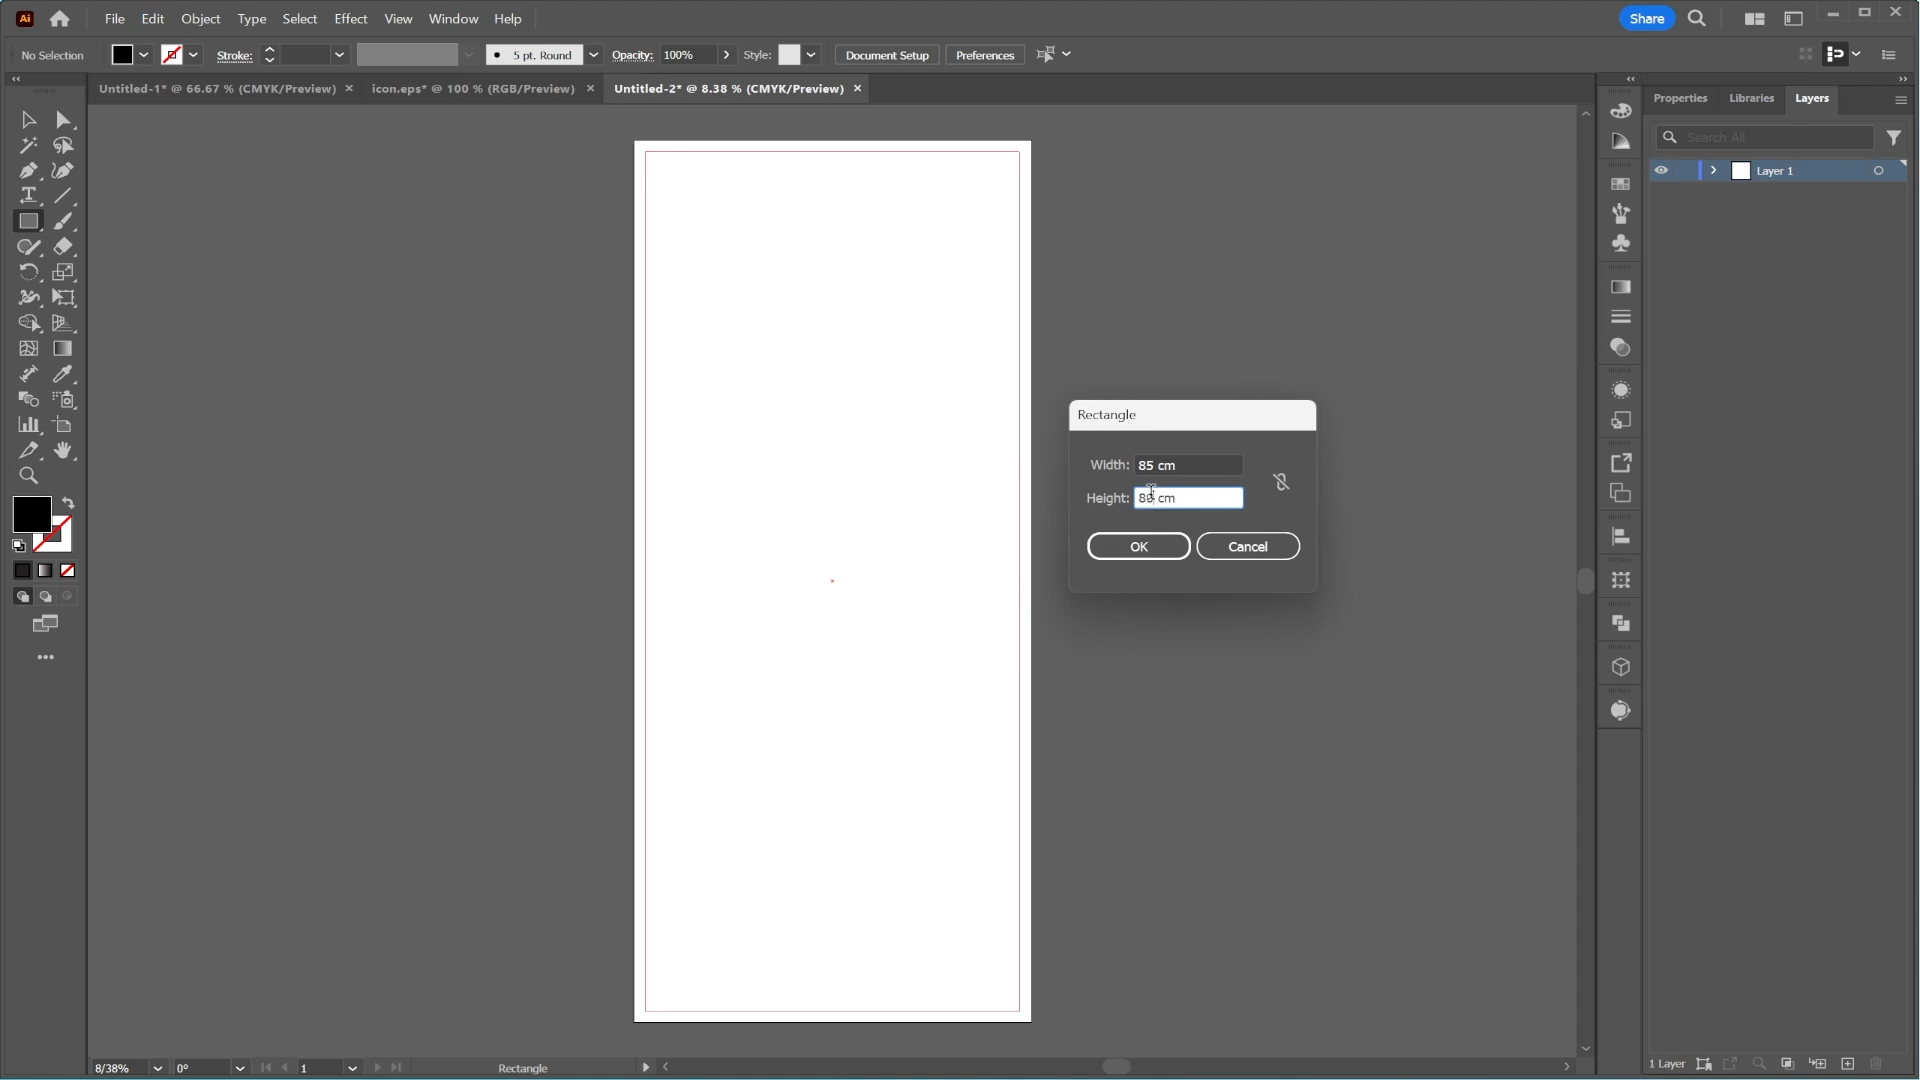 Ai File Edit Object Type Select Effect View Window Help Share
No Selection Stroke: 5 pt. Round Opacity: 100% Style: Document Setup Preferences
Untitled-1* @ 66.67 % (CMYK/Preview) × icon.eps* @ 100 % (RGB/Preview) × Untitled-2* @ 8.38 % (CMYK/Preview) ×
Properties Libraries Layers
Search All
Layer 1
Rectangle
Width: 85 cm
Height: cm
OK Cancel
8/38% 0° 1 Rectangle
1 Layer